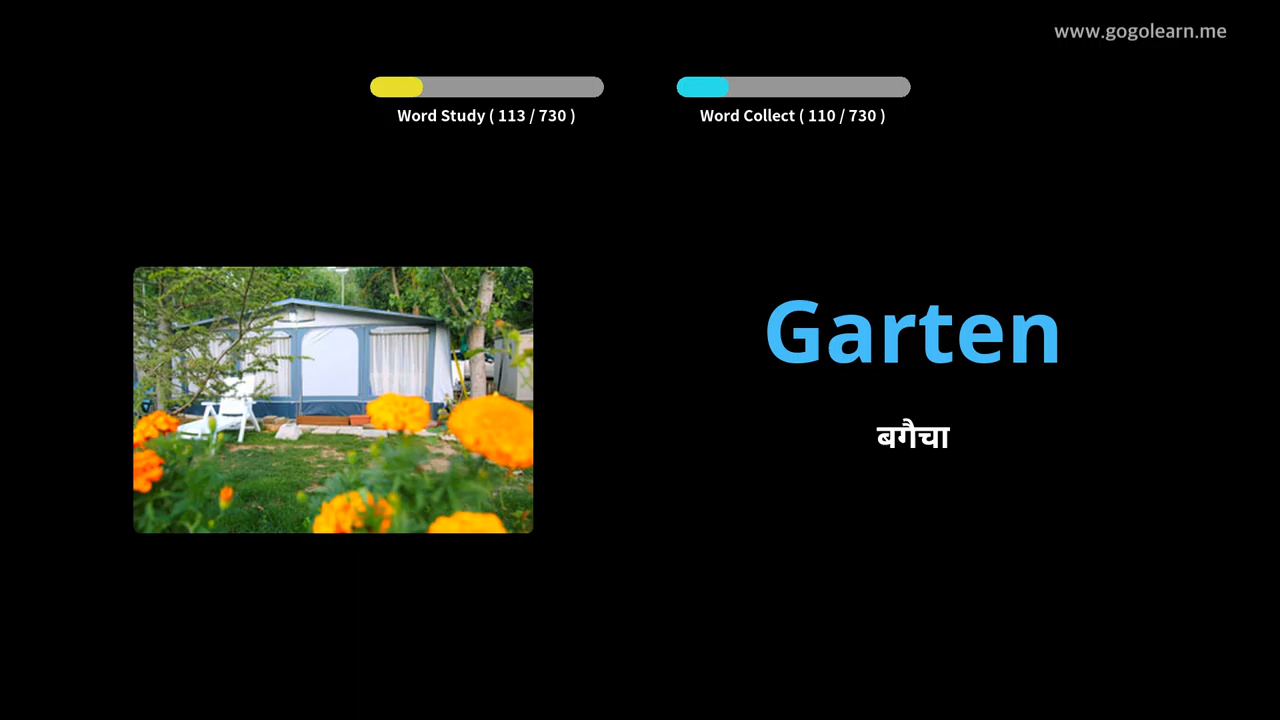 www.gogolearn.me
Word Study ( 113 / 730 )
Word Collect ( 110 / 730 )
Garten
बगैचा